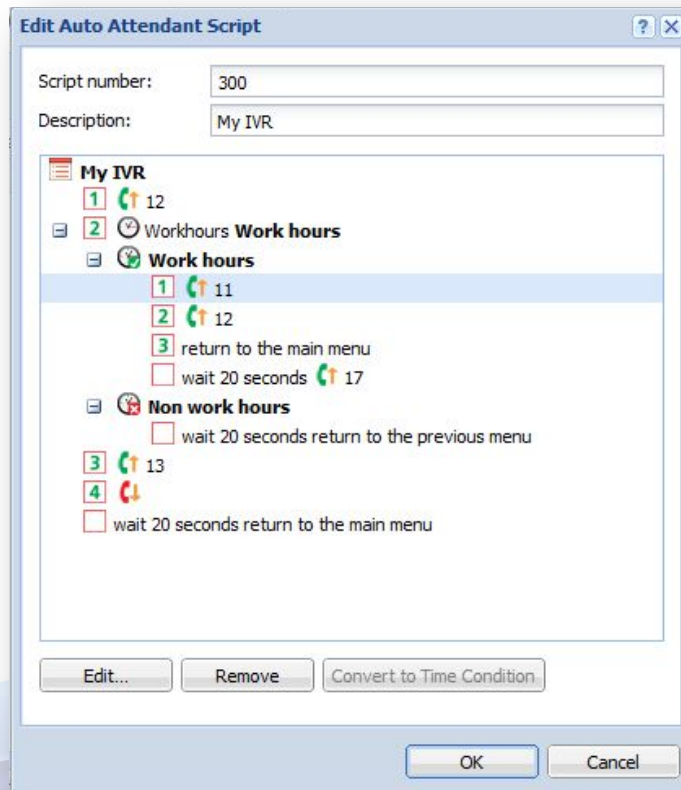 Edit Auto Attendant Script ? X
Script number: 300
Description: My IVR
My IVR
1 12
2 Workhours Work hours
Work hours
1 11
2 12
3 return to the main menu
wait 20 seconds 17
Non work hours
wait 20 seconds return to the previous menu
3 13
4
wait 20 seconds return to the main menu
Edit... Remove Convert to Time Condition
OK Cancel